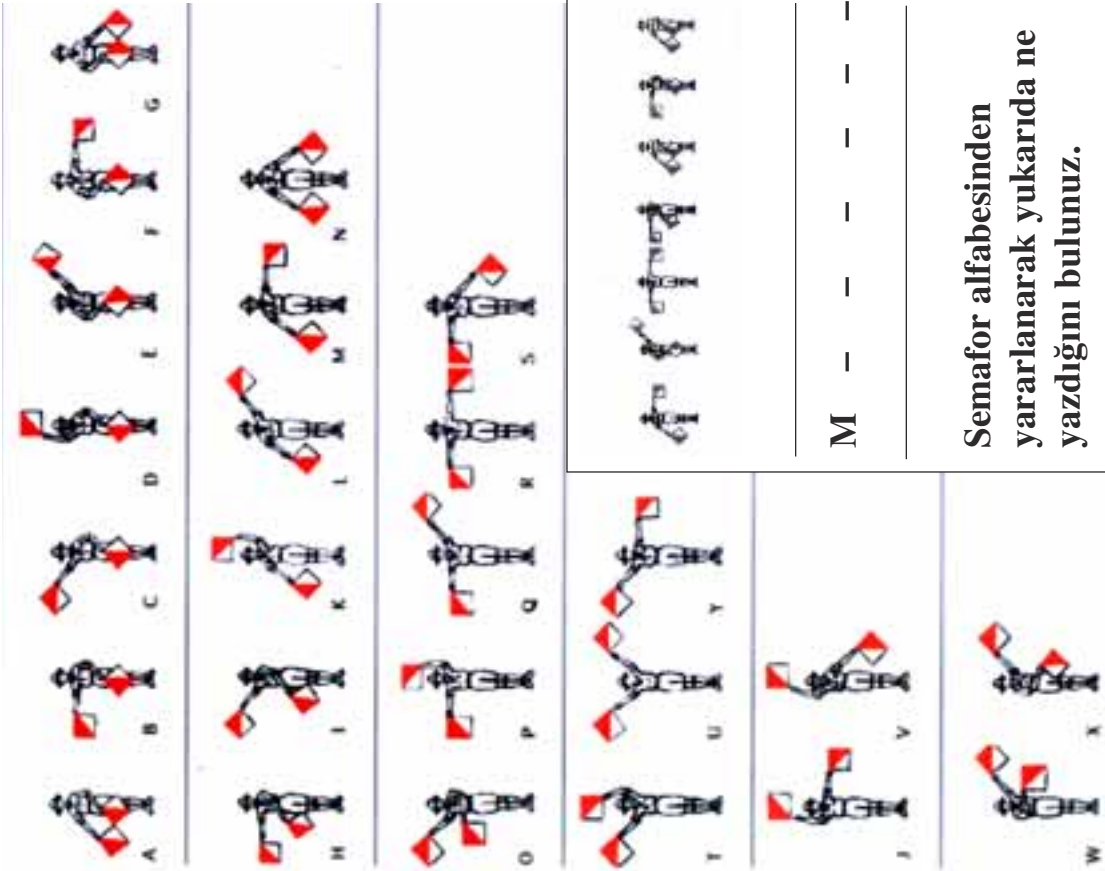 A B C D E F G
H I K L M N
O P Q R S
T U Y
J V
W X
M – – – – – –
Semafor alfabesinden
yararlanarak yukarıda ne
yazdığını bulunuz.